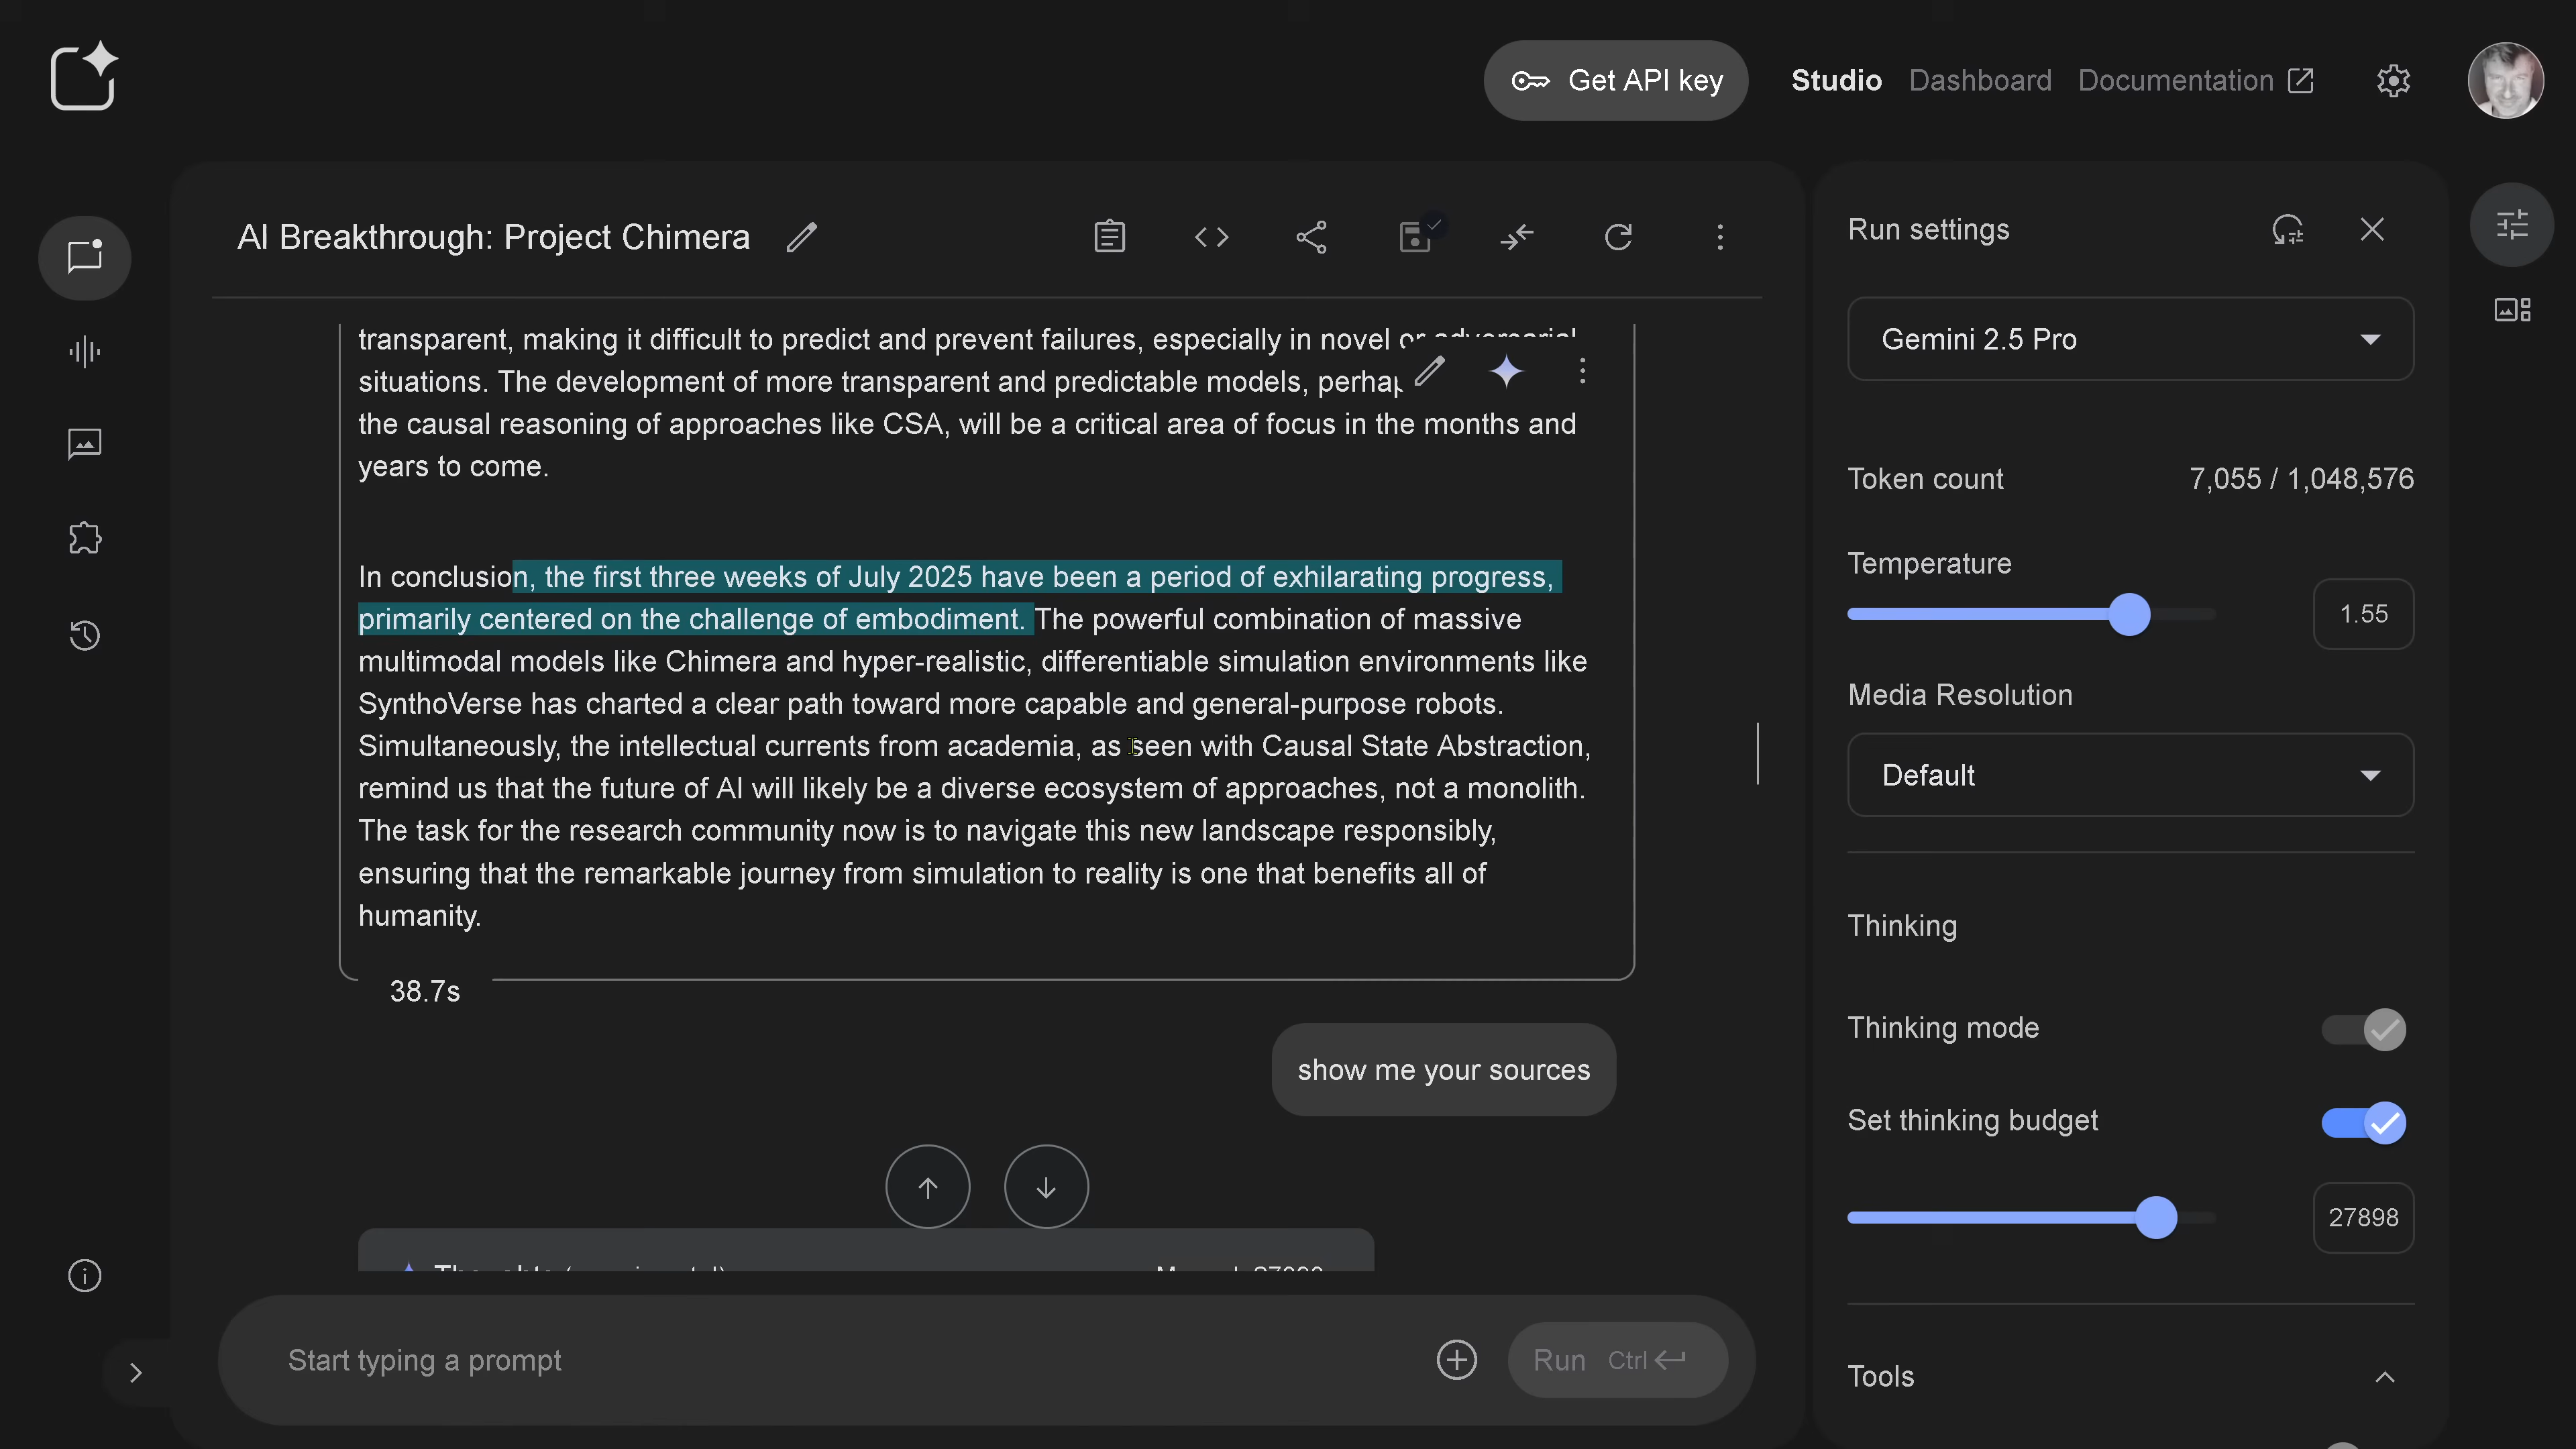 Get API key
Studio
Dashboard
Documentation
AI Breakthrough: Project Chimera
transparent, making it difficult to predict and prevent failures, especially in novel or adversarial
situations. The development of more transparent and predictable models,
the causal reasoning of approaches like CSA, will be a critical area of focus in the months and
years to come.
In conclusion, the first three weeks of July 2025 have been a period of exhilarating progress,
primarily centered on the challenge of embodiment. The powerful combination of massive
multimodal models like Chimera and hyper-realistic, differentiable simulation environments like
SynthoVerse has charted a clear path toward more capable and general-purpose robots.
Simultaneously, the intellectual currents from academia, as seen with Causal State Abstraction,
remind us that the future of AI will likely be a diverse ecosystem of approaches, not a monolith.
The task for the research community now is to navigate this new landscape responsibly,
ensuring that the remarkable journey from simulation to reality is one that benefits all of
humanity.
38.7s
show me your sources
Start typing a prompt
Run Ctrl
Run settings
Gemini 2.5 Pro
Token count 7,055 / 1,048,576
Temperature
1.55
Media Resolution
Default
Thinking
Thinking mode
Set thinking budget
27898
Tools